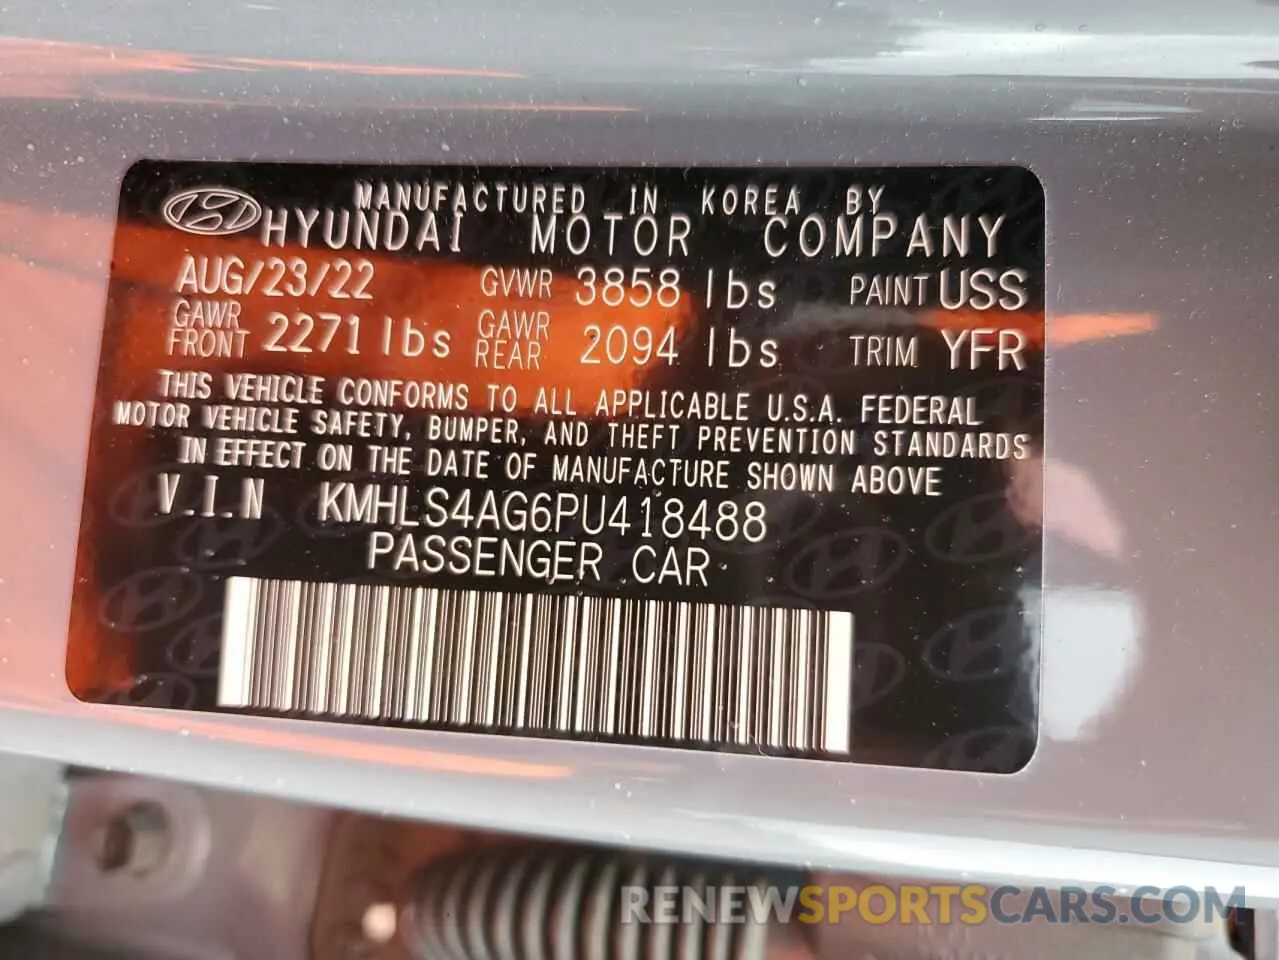 MANUFACTURED IN KOREA BY
HYUNDAI MOTOR COMPANY
AUG/23/22 GVWR 3858 lbs PAINT USS
GAWR FRONT 2271 lbs GAWR REAR 2094 lbs TRIM YFR
THIS VEHICLE CONFORMS TO ALL APPLICABLE U.S.A. FEDERAL
MOTOR VEHICLE SAFETY, BUMPER, AND THEFT PREVENTION STANDARDS
IN EFFECT ON THE DATE OF MANUFACTURE SHOWN ABOVE
V.I.N KMHLS4AG6PU418488
PASSENGER CAR
RENEWSPORTSCARS.COM